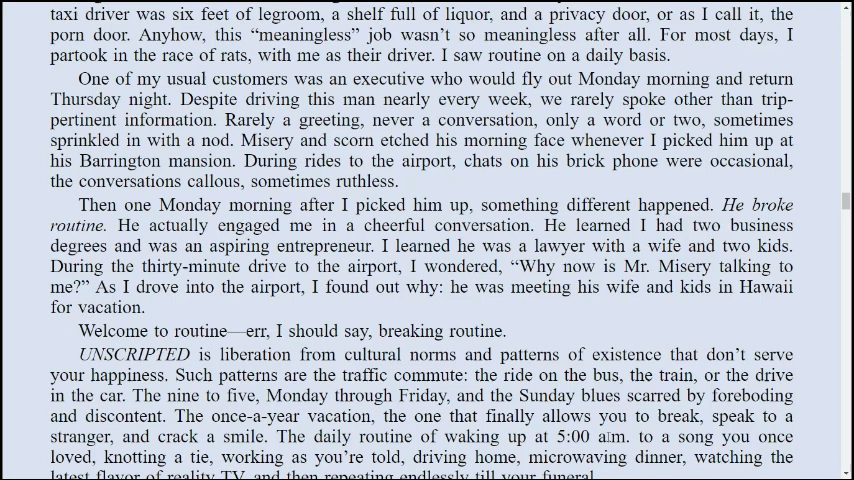 taxi driver was six feet of legroom, a shelf full of liquor, and a privacy door, or as I call it, the
porn door. Anyhow, this “meaningless” job wasn’t so meaningless after all. For most days, I
partook in the race of rats, with me as their driver. I saw routine on a daily basis.
One of my usual customers was an executive who would fly out Monday morning and return
Thursday night. Despite driving this man nearly every week, we rarely spoke other than trip-
pertinent information. Rarely a greeting, never a conversation, only a word or two, sometimes
sprinkled in with a nod. Misery and scorn etched his morning face whenever I picked him up at
his Barrington mansion. During rides to the airport, chats on his brick phone were occasional,
the conversations callous, sometimes ruthless.
Then one Monday morning after I picked him up, something different happened. He broke
routine. He actually engaged me in a cheerful conversation. He learned I had two business
degrees and was an aspiring entrepreneur. I learned he was a lawyer with a wife and two kids.
During the thirty-minute drive to the airport, I wondered, “Why now is Mr. Misery talking to
me?” As I drove into the airport, I found out why: he was meeting his wife and kids in Hawaii
for vacation.
Welcome to routine—err, I should say, breaking routine.
UNSCRIPTED is liberation from cultural norms and patterns of existence that don’t serve
your happiness. Such patterns are the traffic commute: the ride on the bus, the train, or the drive
in the car. The nine to five, Monday through Friday, and the Sunday blues scarred by foreboding
and discontent. The once-a-year vacation, the one that finally allows you to break, speak to a
stranger, and crack a smile. The daily routine of waking up at 5:00 a.m. to a song you once
loved, knotting a tie, working as you’re told, driving home, microwaving dinner, watching the
latest flavor of reality TV, and then repeating endlessly till your funeral.